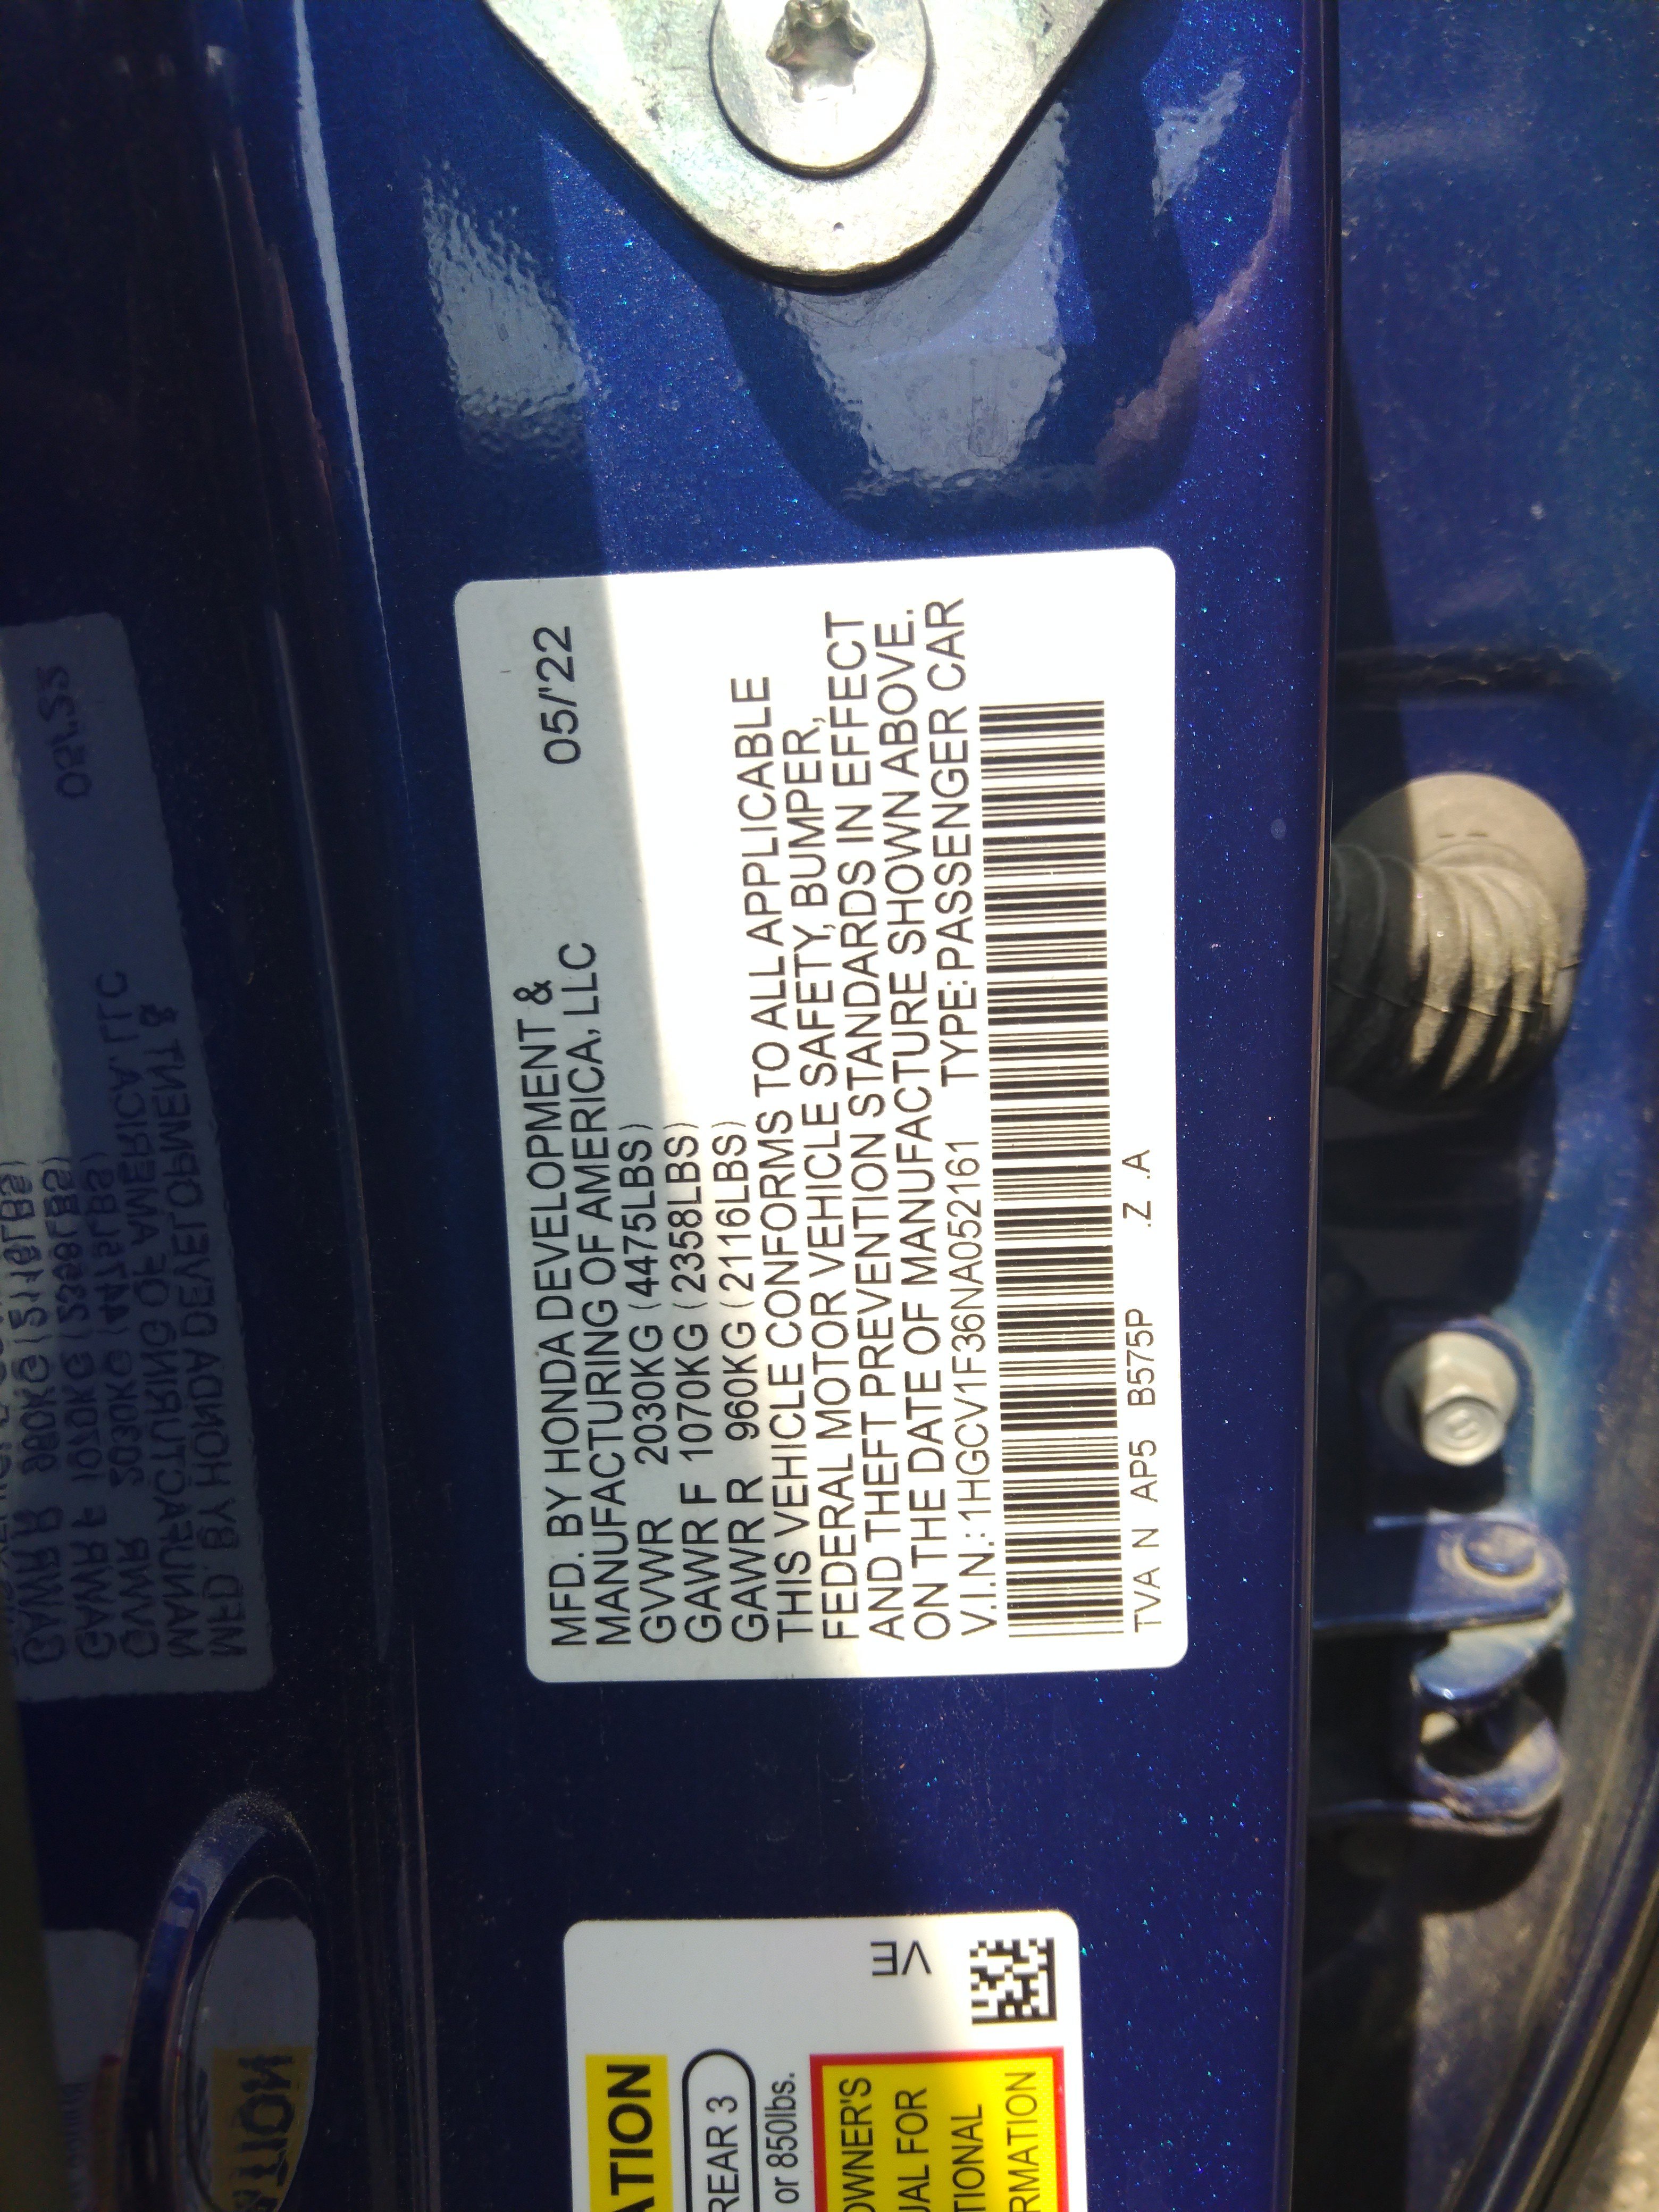 MFD. BY HONDA DEVELOPMENT &
MANUFACTURING OF AMERICA, LLC 05/'22
GVWR 2030KG (4475LBS)
GAWR F 1070KG (2358LBS)
GAWR R 960KG (2116LBS)
THIS VEHICLE CONFORMS TO ALL APPLICABLE
FEDERAL MOTOR VEHICLE SAFETY, BUMPER,
AND THEFT PREVENTION STANDARDS IN EFFECT
ON THE DATE OF MANUFACTURE SHOWN ABOVE.
V.I.N.: 1HGCV1F36NA052161 TYPE: PASSENGER CAR
TVA N AP5 B575P .Z .A
ATION
REAR 3
or 850lbs.
VE
OWNER'S
UAL FOR
TIONAL
RMATION